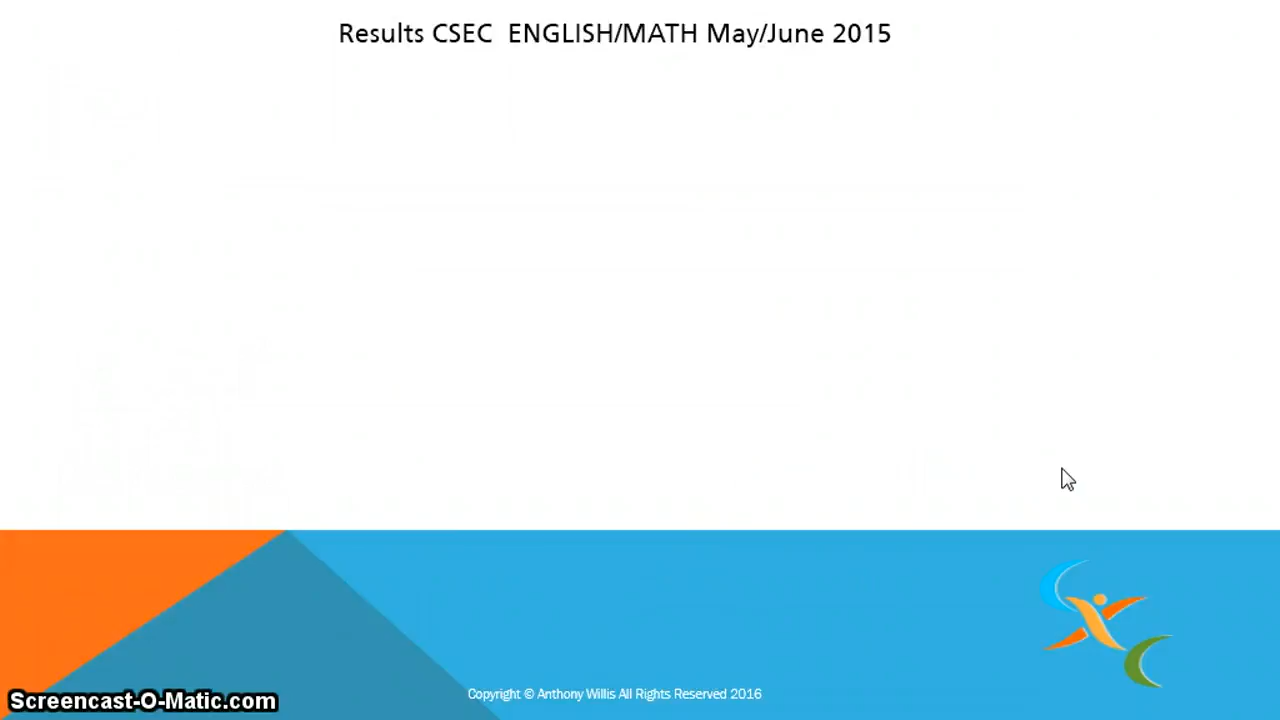 Results CSEC  ENGLISH/MATH May/June 2015
Copyright © Anthony Willis All Rights Reserved 2016
Screencast-O-Matic.com